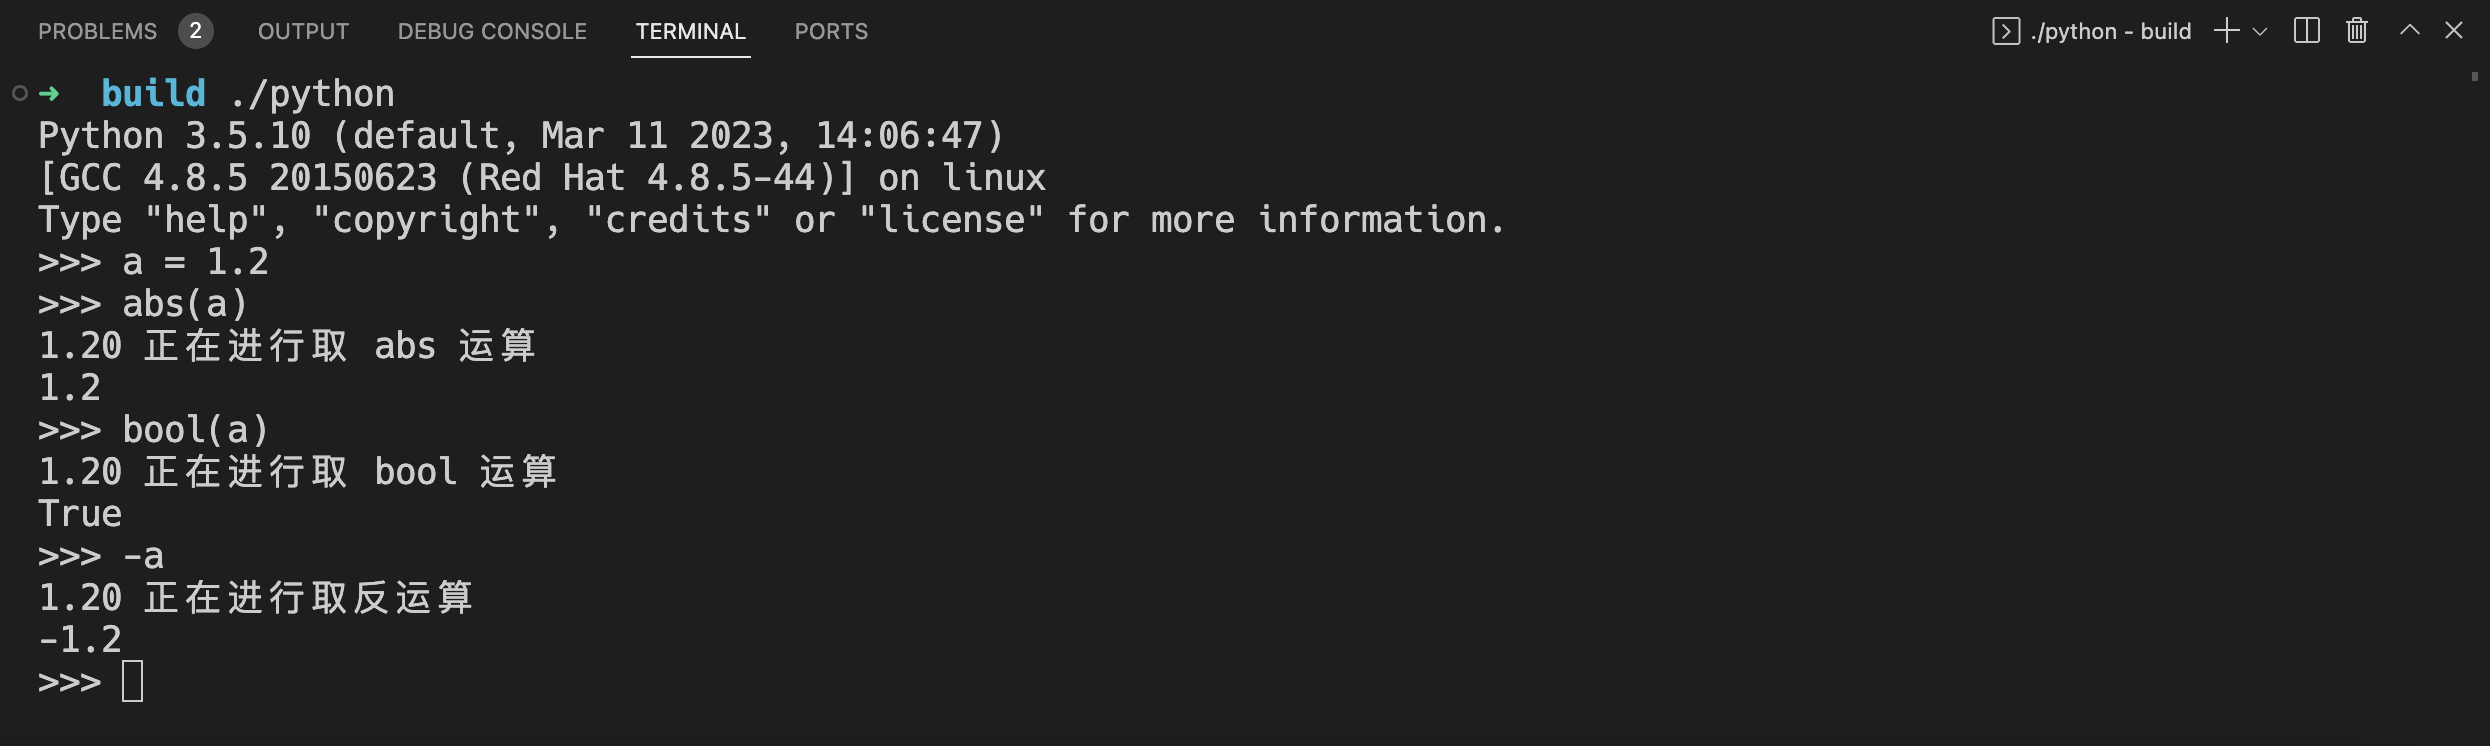 PROBLEMS 2 OUTPUT DEBUG CONSOLE TERMINAL PORTS ./python - build
➜ build ./python
Python 3.5.10 (default, Mar 11 2023, 14:06:47)
[GCC 4.8.5 20150623 (Red Hat 4.8.5-44)] on linux
Type "help", "copyright", "credits" or "license" for more information.
>>> a = 1.2
>>> abs(a)
1.20 正在进行取 abs 运算
1.2
>>> bool(a)
1.20 正在进行取 bool 运算
True
>>> -a
1.20 正在进行取反运算
-1.2
>>>